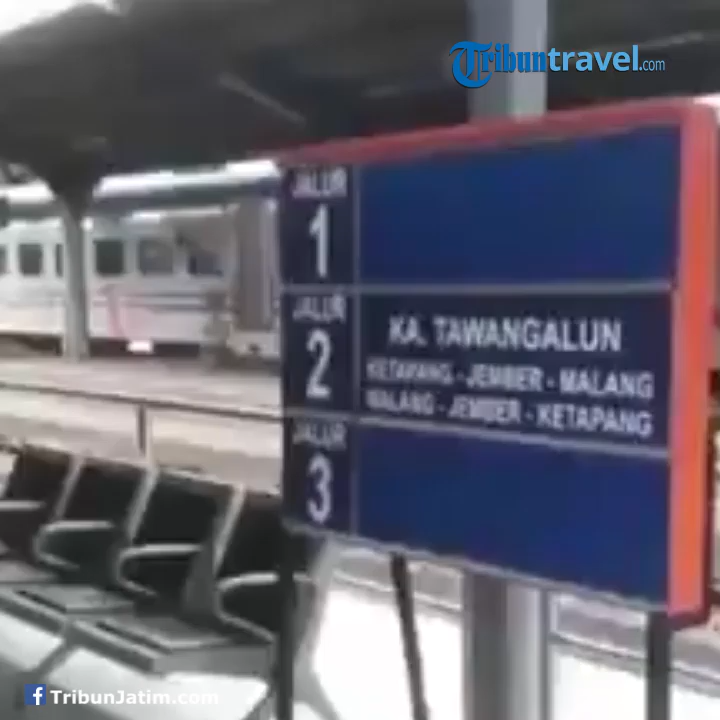 Tribuntravel.com
JALUR
1
JALUR
2
KA. TAWANGALUN
KETAPANG - JEMBER - MALANG
MALANG - JEMBER - KETAPANG
JALUR
3
TribunJatim.com